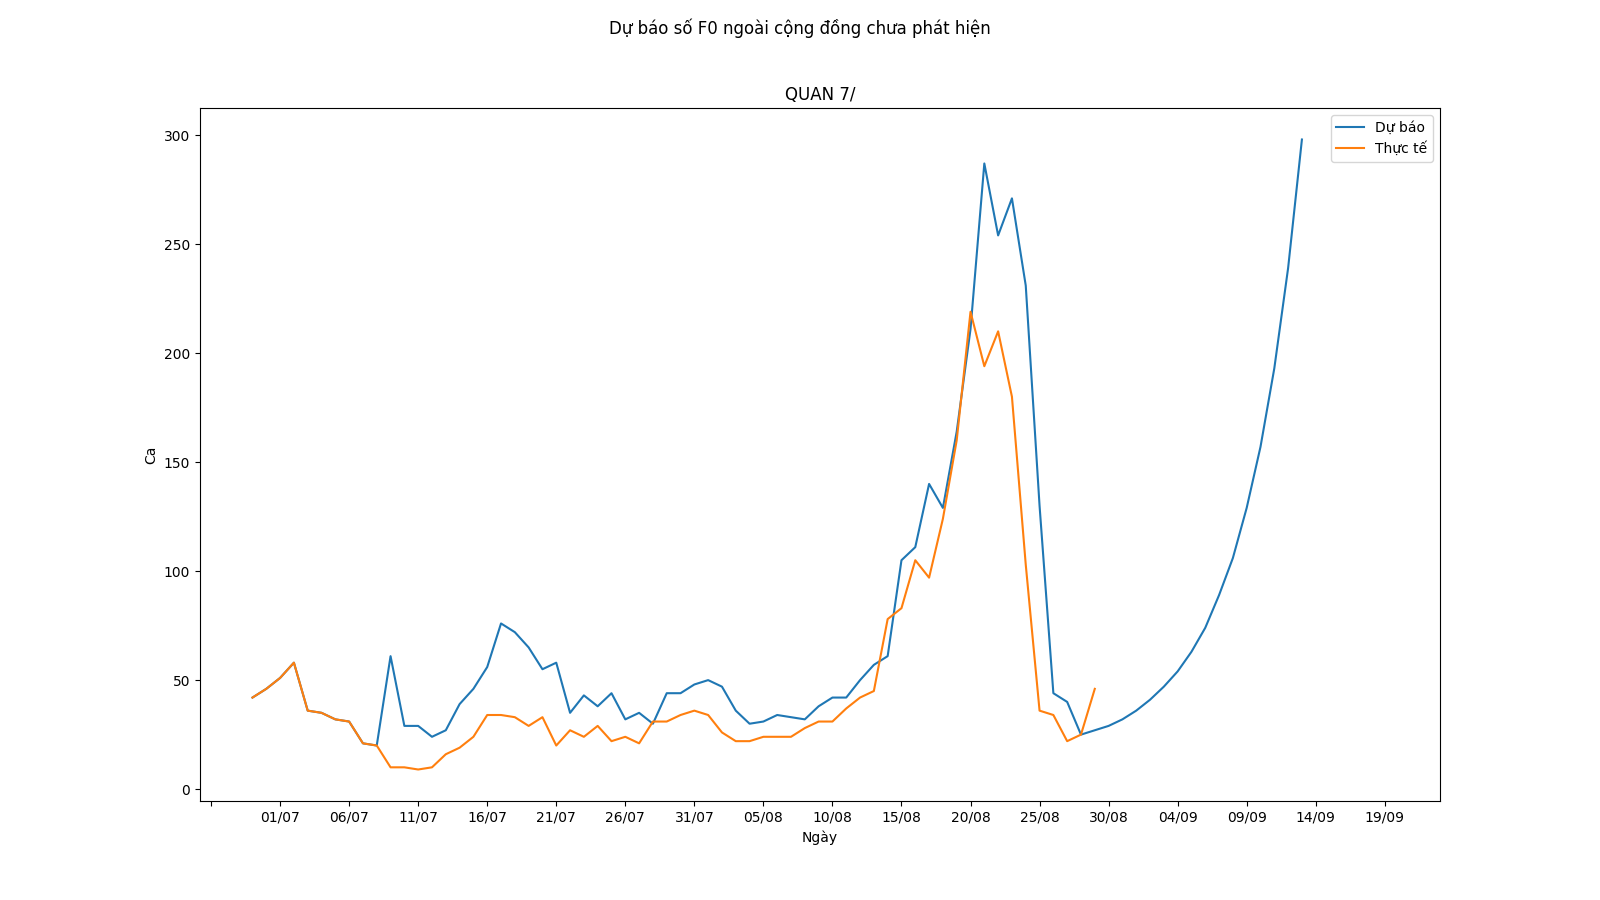 Dự báo số F0 ngoài cộng đồng chưa phát hiện
QUAN 7/
Dự báo
Thực tế
300
250
200
150
100
50
0
Ca
01/07 06/07 11/07 16/07 21/07 26/07 31/07 05/08 10/08 15/08 20/08 25/08 30/08 04/09 09/09 14/09 19/09
Ngày